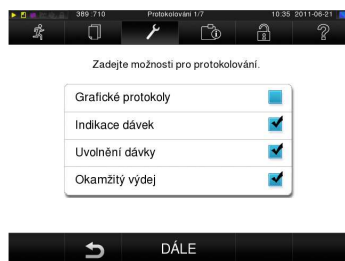 369 :710 Protokolování 1/7 10:35 2011-06-21
Zadejte možnosti pro protokolování.
Grafické protokoly
Indikace dávek
Uvolnění dávky
Okamžitý výdej
DÁLE